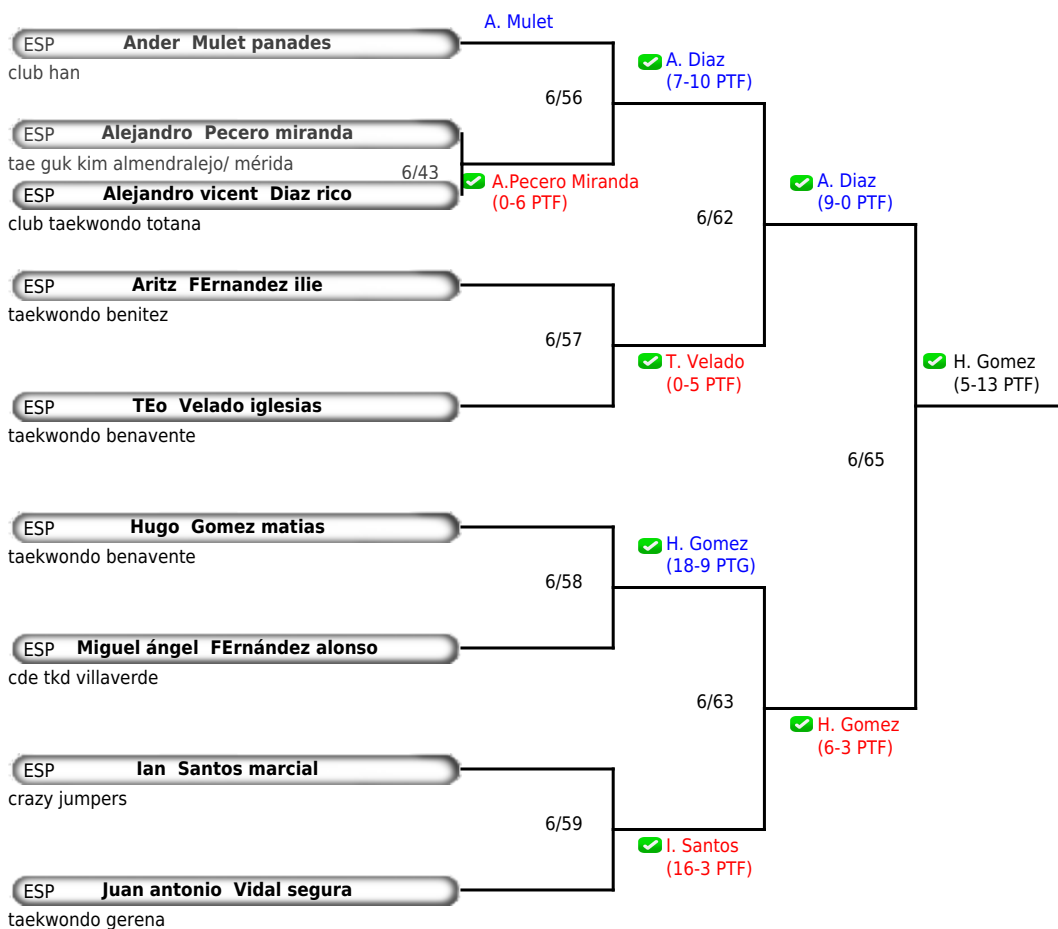 A. Mulet
ESP Ander Mulet panades
club han
A. Diaz
(7-10 PTF)
6/56
ESP Alejandro Pecero miranda
tae guk kim almendralejo/ mérida
6/43
A.Pecero Miranda
(0-6 PTF)
ESP Alejandro vicent Diaz rico
club taekwondo totana
A. Diaz
(9-0 PTF)
6/62
ESP Aritz FErnandez ilie
taekwondo benitez
6/57
T. Velado
(0-5 PTF)
H. Gomez
(5-13 PTF)
ESP TEo Velado iglesias
taekwondo benavente
6/65
ESP Hugo Gomez matias
taekwondo benavente
H. Gomez
(18-9 PTG)
6/58
ESP Miguel ángel FErnández alonso
cde tkd villaverde
6/63
H. Gomez
(6-3 PTF)
ESP Ian Santos marcial
crazy jumpers
6/59
I. Santos
(16-3 PTF)
ESP Juan antonio Vidal segura
taekwondo gerena